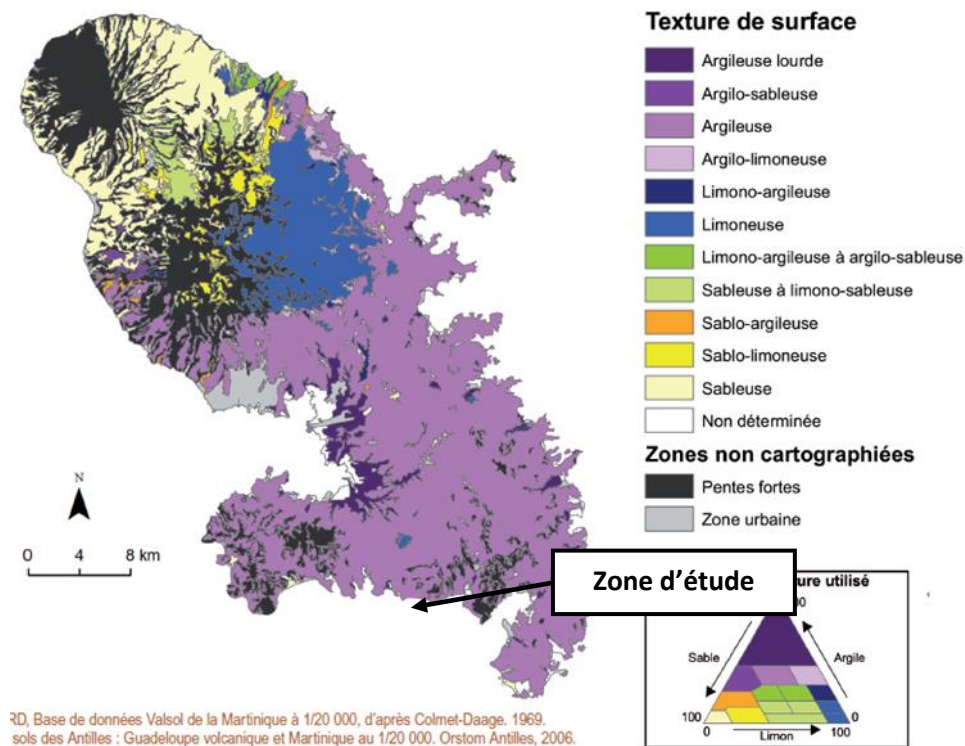 Texture de surface
Argileuse lourde
Argilo-sableuse
Argileuse
Argilo-limoneuse
Limono-argileuse
Limoneuse
Limono-argileuse à argilo-sableuse
Sableuse à limono-sableuse
Sablo-argileuse
Sablo-limoneuse
Sableuse
Non déterminée
Zones non cartographiées
Pentes fortes
Zone urbaine
N
0 4 8 km
Zone d'étude
ure utilisé
00
Sable
Argile
100
0
0
Limon
100
RD, Base de données Valsol de la Martinique à 1/20 000, d'après Colmet-Daage. 1969.
sols des Antilles : Guadeloupe volcanique et Martinique au 1/20 000. Orstom Antilles, 2006.